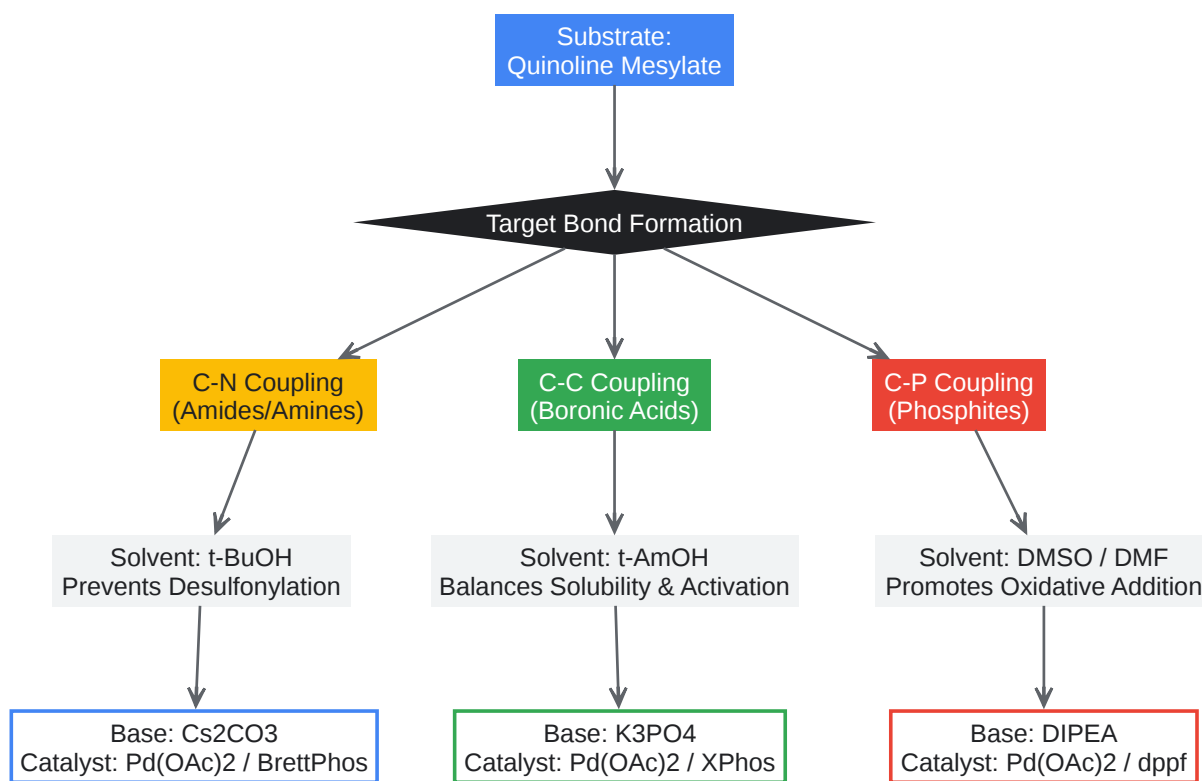 Substrate:
Quinoline Mesylate
Target Bond Formation
C-N Coupling
(Amides/Amines)
C-C Coupling
(Boronic Acids)
C-P Coupling
(Phosphites)
Solvent: t-BuOH
Prevents Desulfonylation
Solvent: t-AmOH
Balances Solubility & Activation
Solvent: DMSO / DMF
Promotes Oxidative Addition
Base: Cs2CO3
Catalyst: Pd(OAc)2 / BrettPhos
Base: K3PO4
Catalyst: Pd(OAc)2 / XPhos
Base: DIPEA
Catalyst: Pd(OAc)2 / dppf